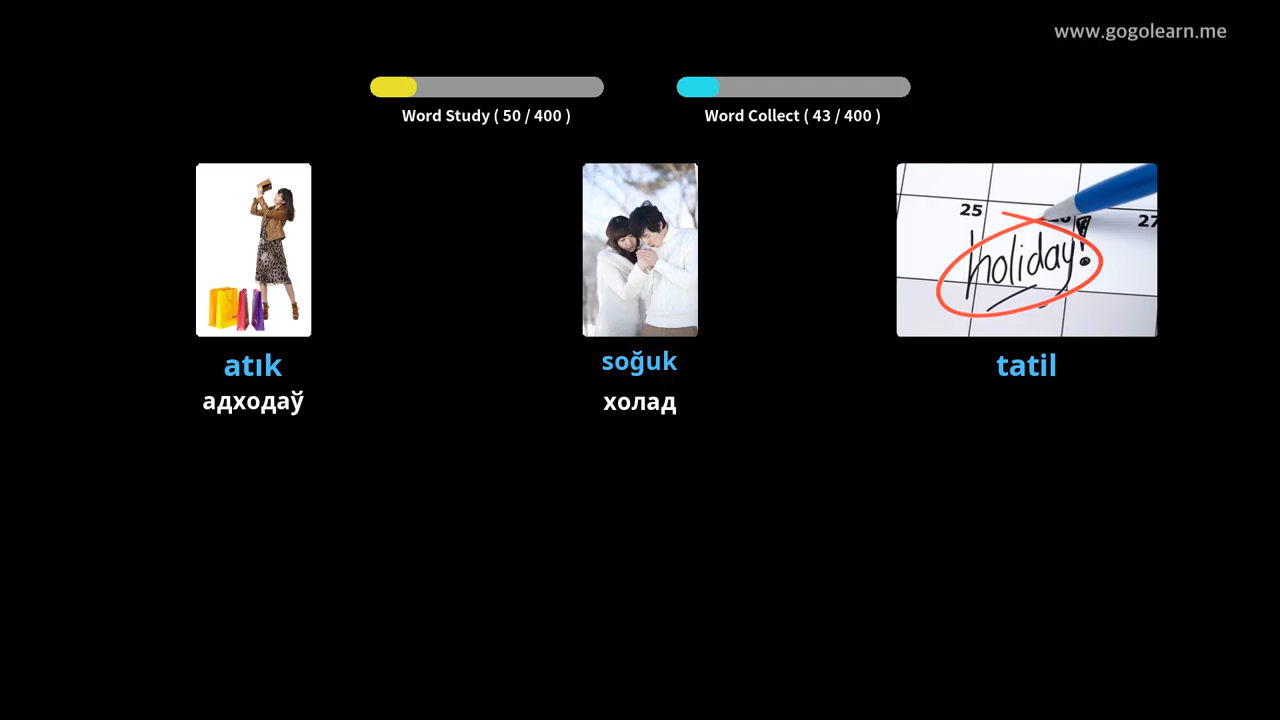 www.gogolearn.me
Word Study ( 50 / 400 )
Word Collect ( 43 / 400 )
25
27
holiday!
atık
soğuk
tatil
адходаў
холад